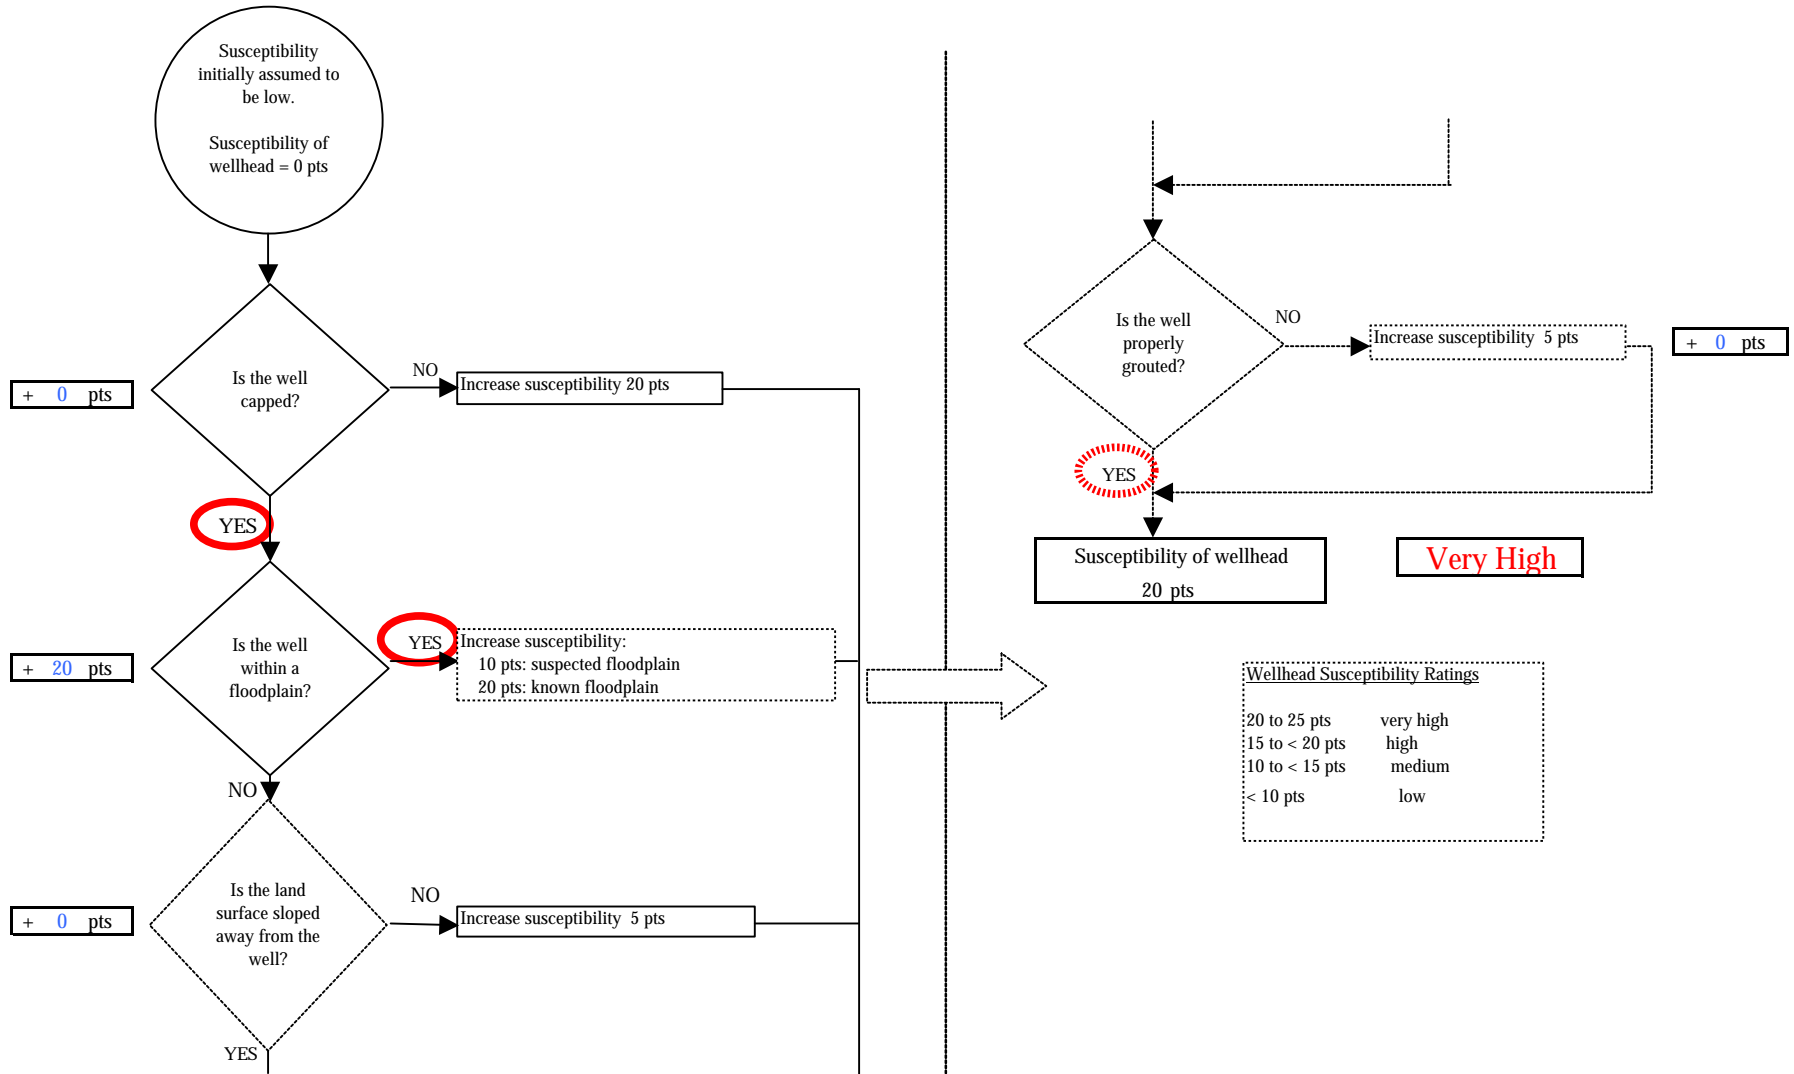 Susceptibility
initially assumed to
be low.
Susceptibility of
wellhead = 0 pts
+ 0 pts
Is the well
capped?
NO
Increase susceptibility 20 pts
YES
+ 20 pts
Is the well
within a
floodplain?
YES
Increase susceptibility:
10 pts: suspected floodplain
20 pts: known floodplain
NO
+ 0 pts
Is the land
surface sloped
away from the
well?
NO
Increase susceptibility 5 pts
YES
Is the well
properly
grouted?
NO
Increase susceptibility 5 pts
+ 0 pts
YES
Susceptibility of wellhead
20 pts
Very High
Wellhead Susceptibility Ratings
20 to 25 pts very high
15 to < 20 pts high
10 to < 15 pts medium
< 10 pts low